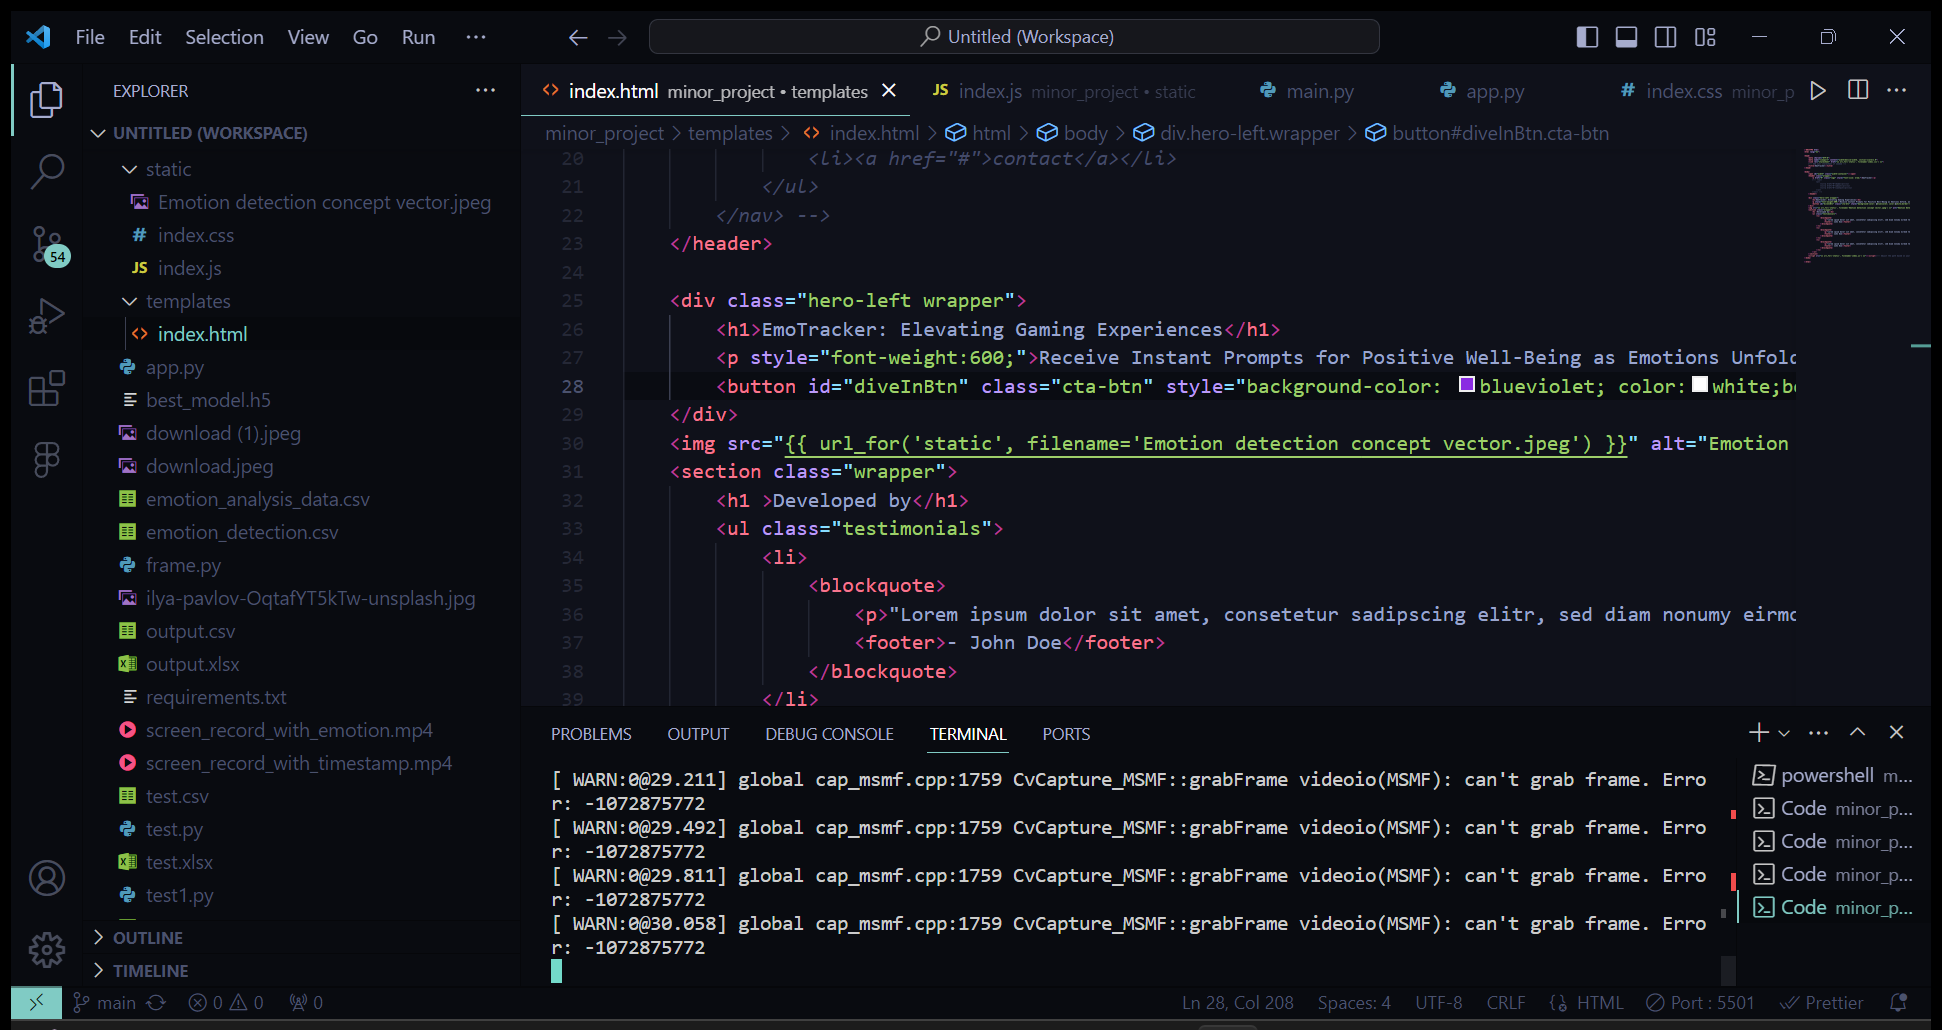 File Edit Selection View Go Run ···
Untitled (Workspace)
EXPLORER
UNTITLED (WORKSPACE)
static
Emotion detection concept vector.jpeg
# index.css
JS index.js
templates
<> index.html
app.py
best_model.h5
download (1).jpeg
download.jpeg
emotion_analysis_data.csv
emotion_detection.csv
frame.py
ilya-pavlov-OqtafYT5kTw-unsplash.jpg
output.csv
output.xlsx
requirements.txt
screen_record_with_emotion.mp4
screen_record_with_timestamp.mp4
test.csv
test.py
test.xlsx
test1.py
OUTLINE
TIMELINE
54
<> index.html minor_project • templates
JS index.js minor_project • static
main.py
app.py
# index.css minor_p
minor_project > templates > <> index.html > html > body > div.hero-left.wrapper > button#diveInBtn.cta-btn
20 <li><a href="#">contact</a></li>
21 </ul>
22 </nav> -->
23 </header>
24
25 <div class="hero-left wrapper">
26 <h1>EmoTracker: Elevating Gaming Experiences</h1>
27 <p style="font-weight:600;">Receive Instant Prompts for Positive Well-Being as Emotions Unfol
28 <button id="diveInBtn" class="cta-btn" style="background-color: blueviolet; color:white;b
29 </div>
30 <img src="{{ url_for('static', filename='Emotion detection concept vector.jpeg') }}" alt="Emotion
31 <section class="wrapper">
32 <h1 >Developed by</h1>
33 <ul class="testimonials">
34 <li>
35 <blockquote>
36 <p>"Lorem ipsum dolor sit amet, consetetur sadipscing elitr, sed diam nonumy eirmo
37 <footer>- John Doe</footer>
38 </blockquote>
39 </li>
PROBLEMS OUTPUT DEBUG CONSOLE TERMINAL PORTS
[ WARN:0@29.211] global cap_msmf.cpp:1759 CvCapture_MSMF::grabFrame videoio(MSMF): can't grab frame. Erro
r: -1072875772
[ WARN:0@29.492] global cap_msmf.cpp:1759 CvCapture_MSMF::grabFrame videoio(MSMF): can't grab frame. Erro
r: -1072875772
[ WARN:0@29.811] global cap_msmf.cpp:1759 CvCapture_MSMF::grabFrame videoio(MSMF): can't grab frame. Erro
r: -1072875772
[ WARN:0@30.058] global cap_msmf.cpp:1759 CvCapture_MSMF::grabFrame videoio(MSMF): can't grab frame. Erro
r: -1072875772
powershell m...
Code minor_p...
Code minor_p...
Code minor_p...
Code minor_p...
main 0 0 0
Ln 28, Col 208 Spaces: 4 UTF-8 CRLF HTML Port : 5501 Prettier